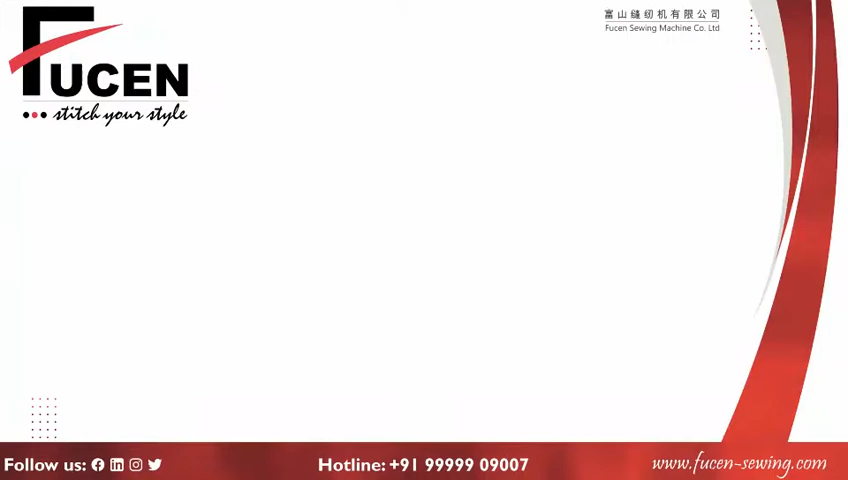 富山缝纫机有限公司
Fucen Sewing Machine Co. Ltd
FUCEN
stitch your style
Follow us:
Hotline: +91 99999 09007
www.fucen-sewing.com